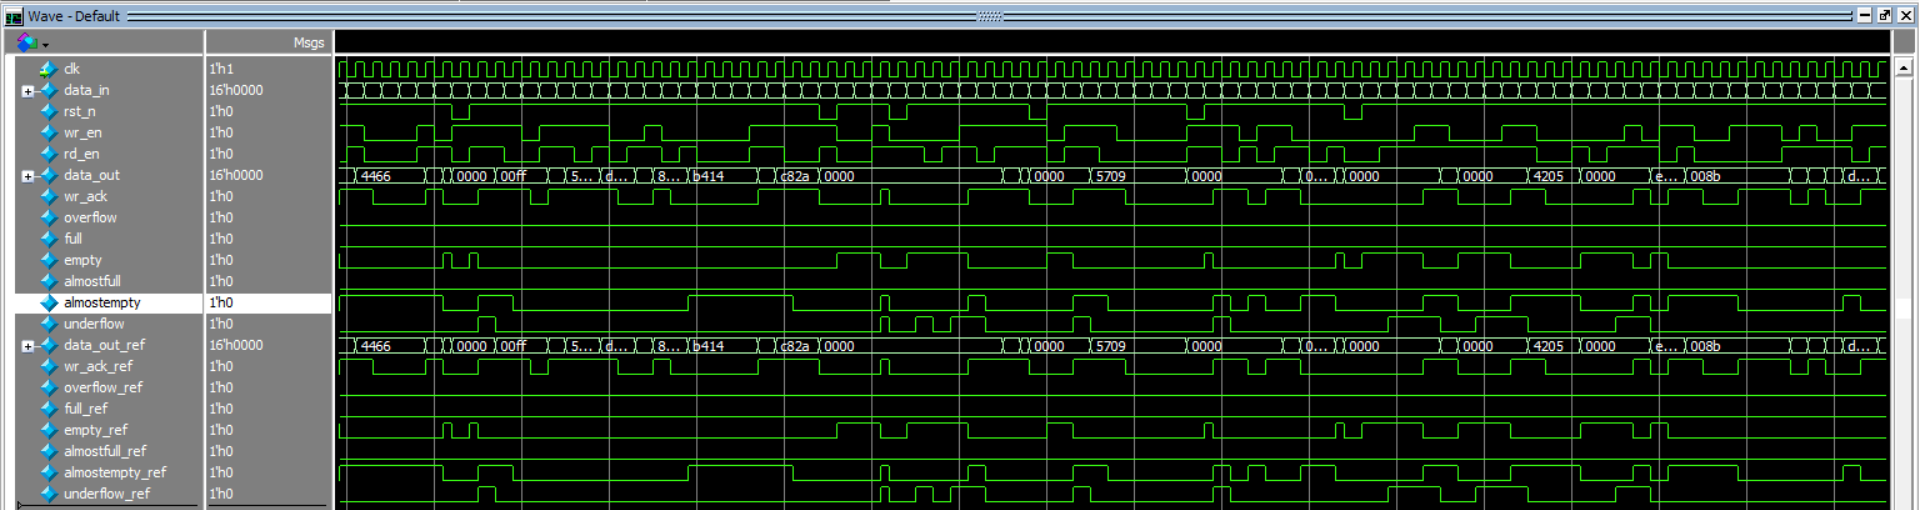 Wave - Default
Msgs
clk 1'h1
data_in 16'h0000
rst_n 1'h0
wr_en 1'h0
rd_en 1'h0
data_out 16'h0000 4466 0000 00ff 5... d... 8... b414 c82a 0000 0000 5709 0000 0... 0000 0000 4205 0000 e... 008b d...
wr_ack 1'h0
overflow 1'h0
full 1'h0
empty 1'h0
almostfull 1'h0
almostempty 1'h0
underflow 1'h0
data_out_ref 16'h0000 4466 0000 00ff 5... d... 8... b414 c82a 0000 0000 5709 0000 0... 0000 0000 4205 0000 e... 008b d...
wr_ack_ref 1'h0
overflow_ref 1'h0
full_ref 1'h0
empty_ref 1'h0
almostfull_ref 1'h0
almostempty_ref 1'h0
underflow_ref 1'h0